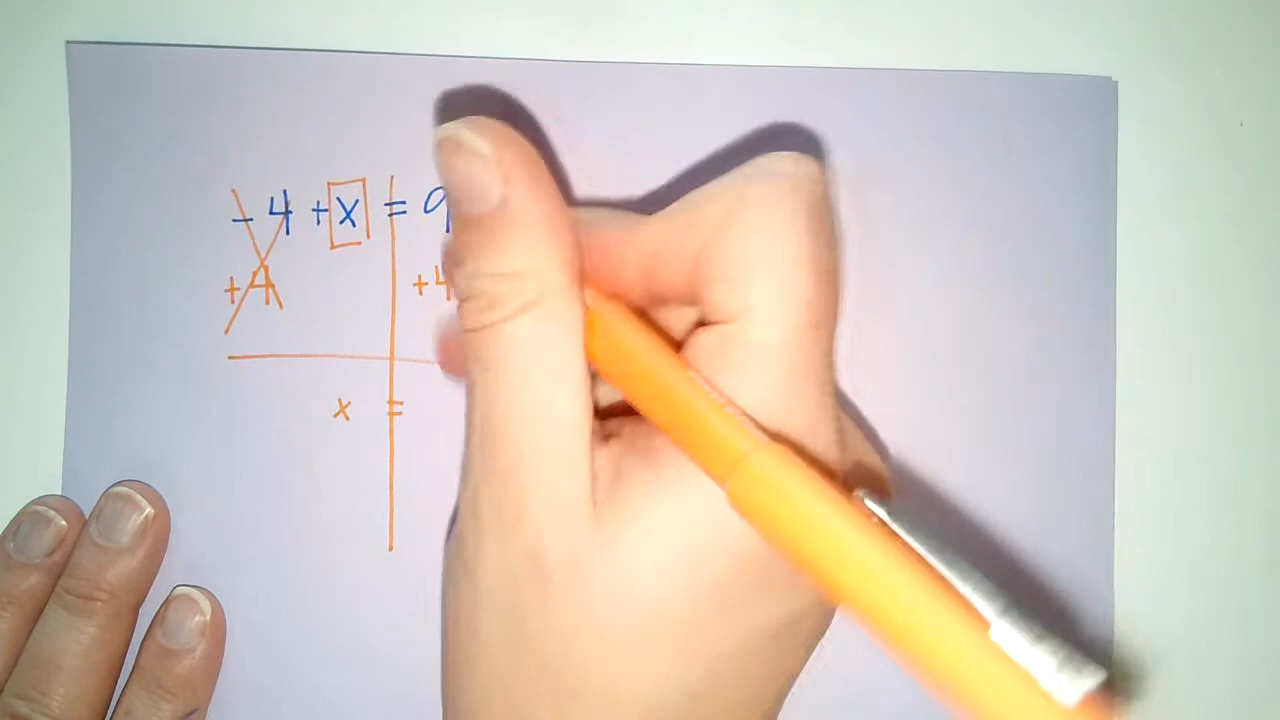 -4 + x = 9
+4 +4
x =